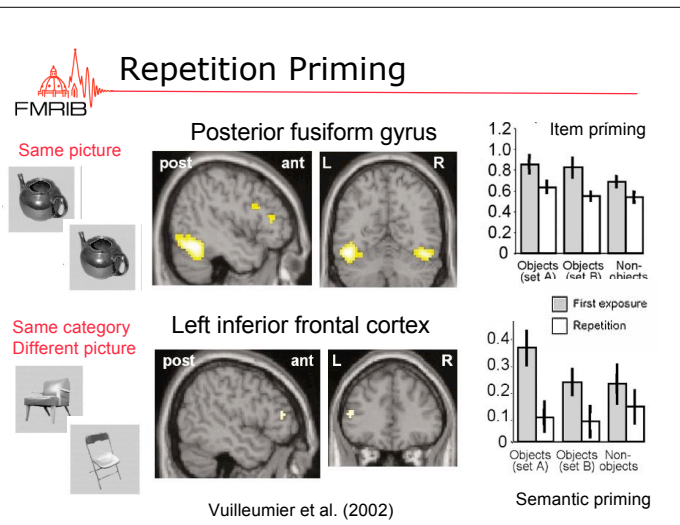 Repetition Priming
FMRIB
Posterior fusiform gyrus
Same picture
post ant L R
Item priming
1.2
1.0
0.8
0.6
0.4
0.2
0
Objects Objects Non-
(set A) (set B) objects
Same category
Different picture
Left inferior frontal cortex
post ant L R
First exposure
Repetition
0.4
0.3
0.2
0.1
0
Objects Objects Non-
(set A) (set B) objects
Semantic priming
Vuilleumier et al. (2002)